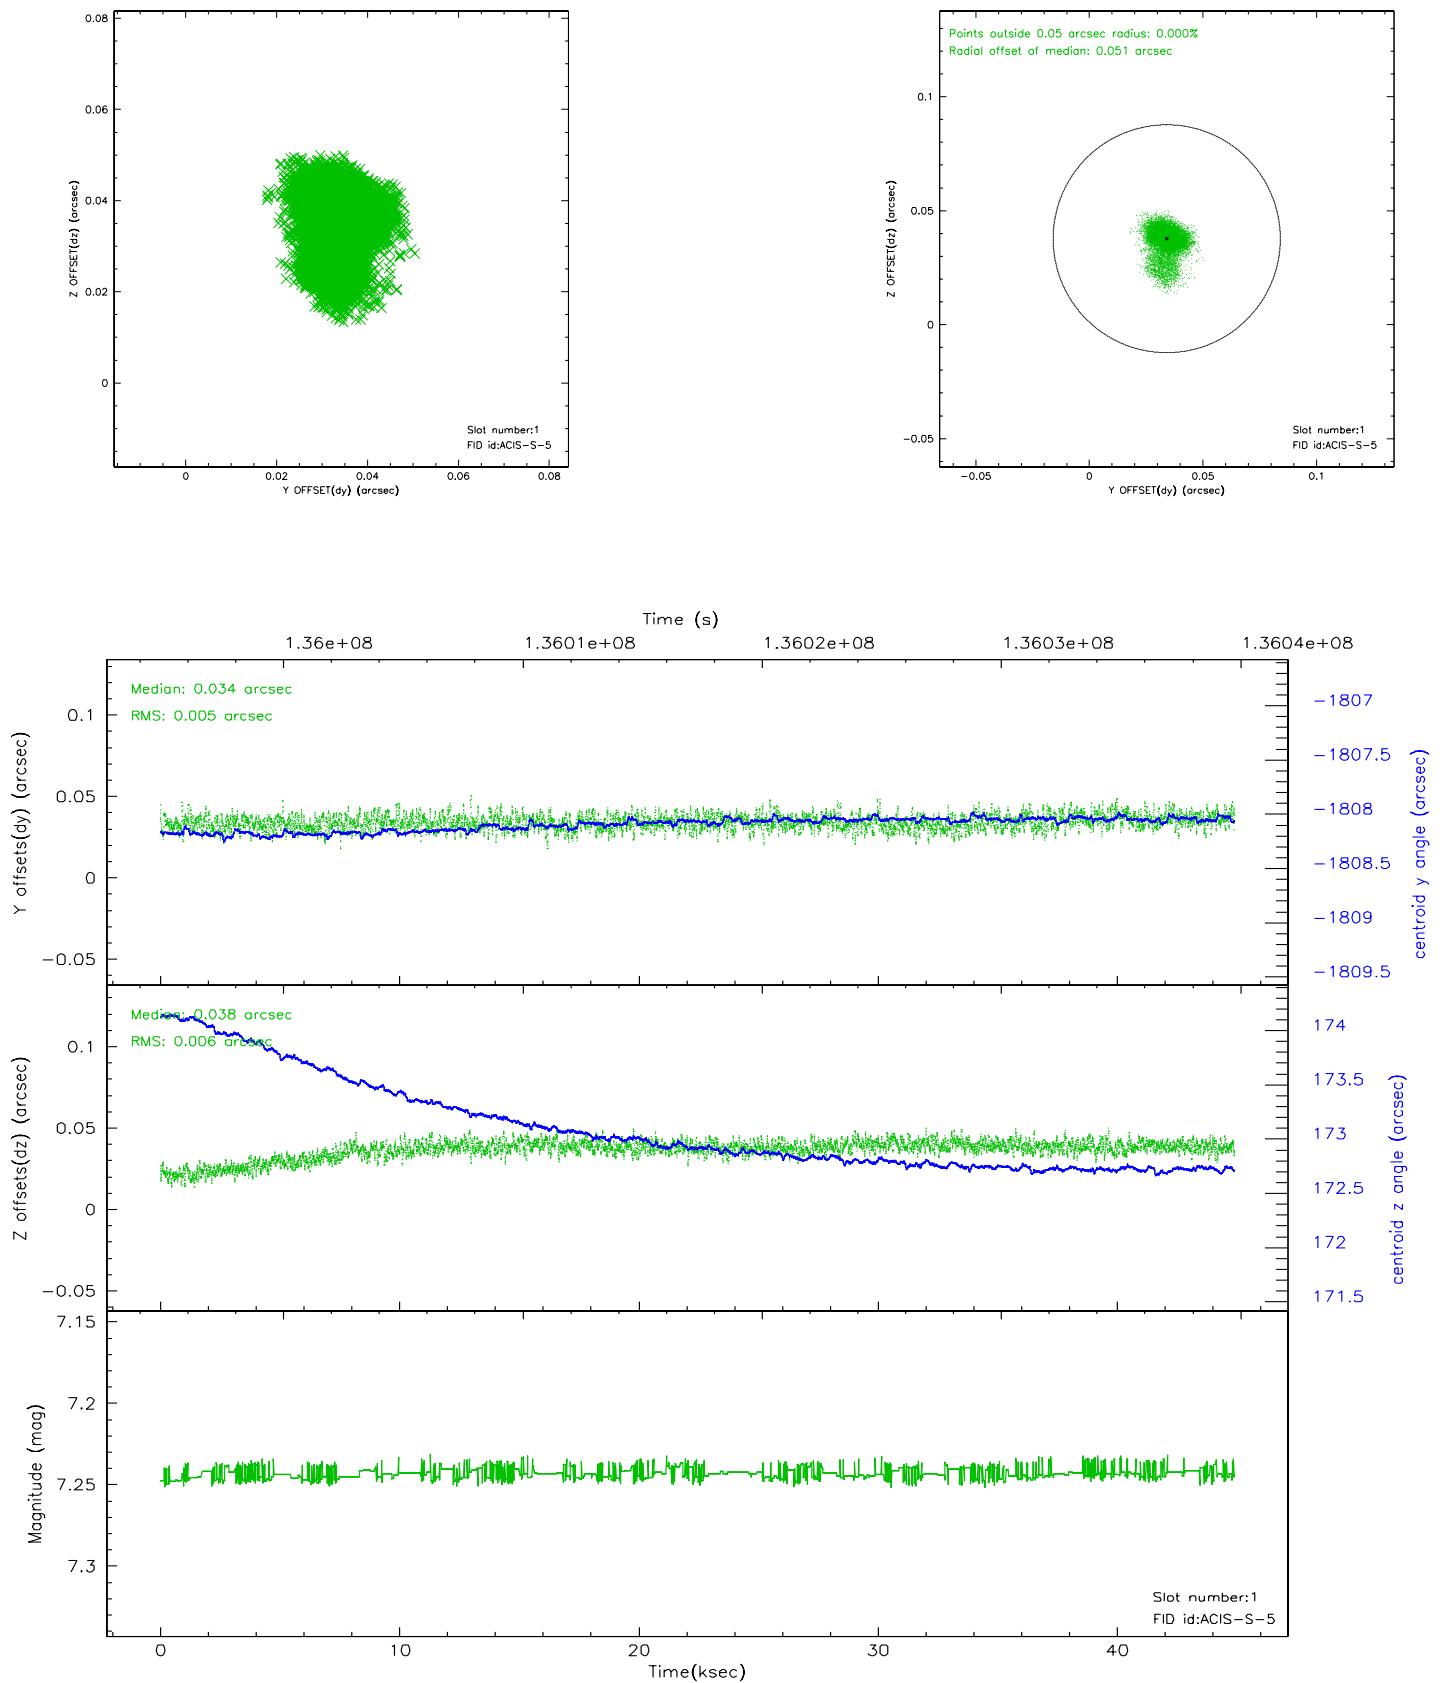 0.08
0.06
0.04
0.02
0
Z OFFSET(dz) (arcsec)
Slot number:1
FID id:ACIS-S-5
0 0.02 0.04 0.06 0.08
Y OFFSET(dy) (arcsec)
Points outside 0.05 arcsec radius: 0.000%
Radial offset of median: 0.051 arcsec
0.1
0.05
0
-0.05
Z OFFSET(dz) (arcsec)
Slot number:1
FID id:ACIS-S-5
-0.05 0 0.05 0.1
Y OFFSET(dy) (arcsec)
Time (s)
1.36e+08 1.3601e+08 1.3602e+08 1.3603e+08 1.3604e+08
Median: 0.034 arcsec
RMS: 0.005 arcsec
0.1
0.05
0
-0.05
Y offsets(dy) (arcsec)
-1807
-1807.5
-1808
-1808.5
-1809
-1809.5
centroid y angle (arcsec)
Median: 0.038 arcsec
RMS: 0.006 arcsec
0.1
0.05
0
-0.05
Z offsets(dz) (arcsec)
174
173.5
173
172.5
172
171.5
centroid z angle (arcsec)
7.15
7.2
7.25
7.3
Magnitude (mag)
Slot number:1
FID id:ACIS-S-5
0 10 20 30 40
Time(ksec)